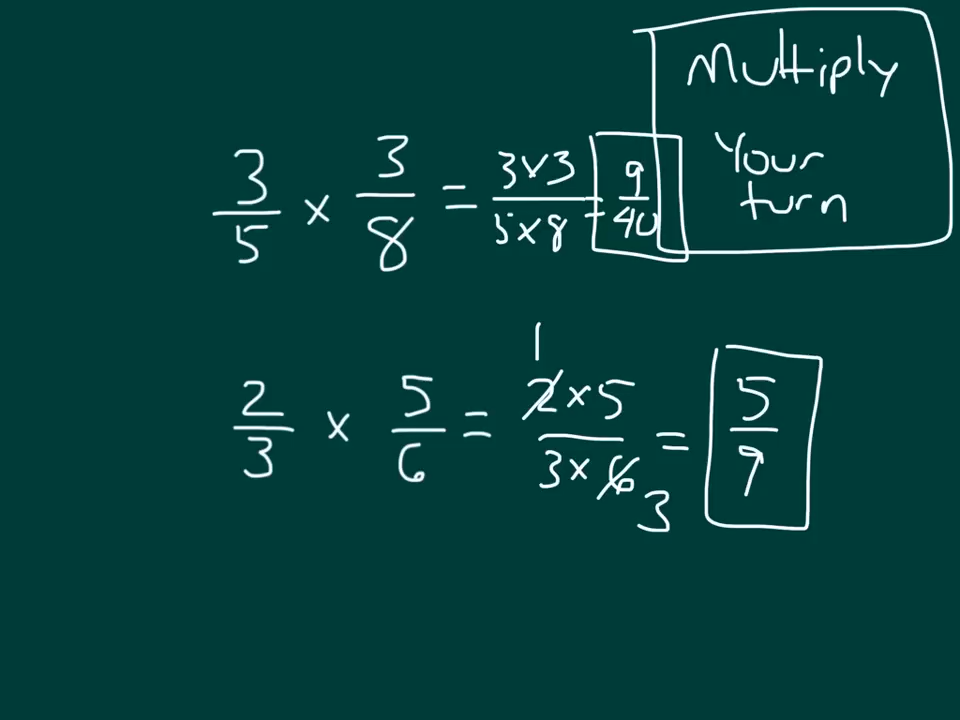 Multiply
Your
turn
3/5 × 3/8 = 3×3/5×8 = 9/40
1
2/3 × 5/6 = 2×5/3×6 = 5/9
3